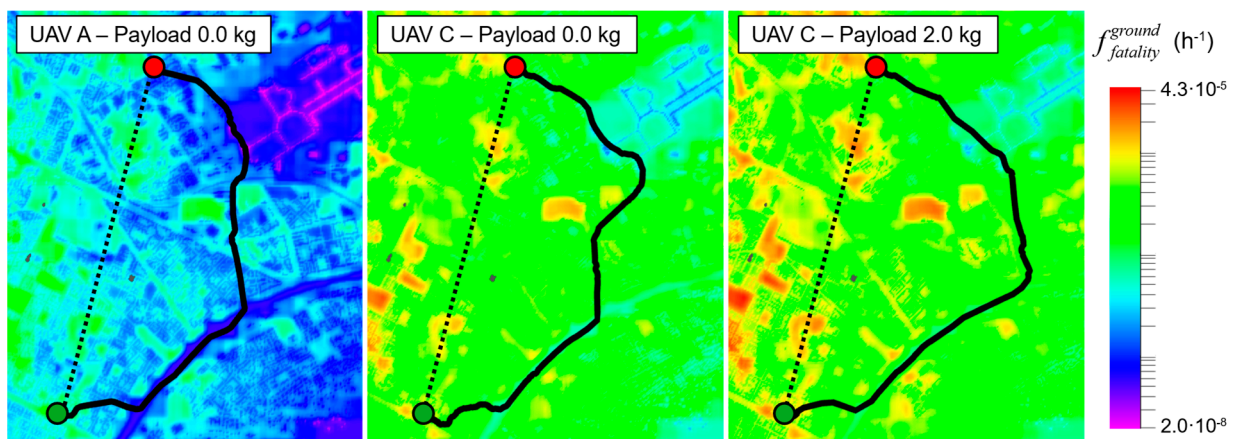 UAV A – Payload 0.0 kg
UAV C – Payload 0.0 kg
UAV C – Payload 2.0 kg
f ground fatality (h-1)
4.3·10-5
2.0·10-8